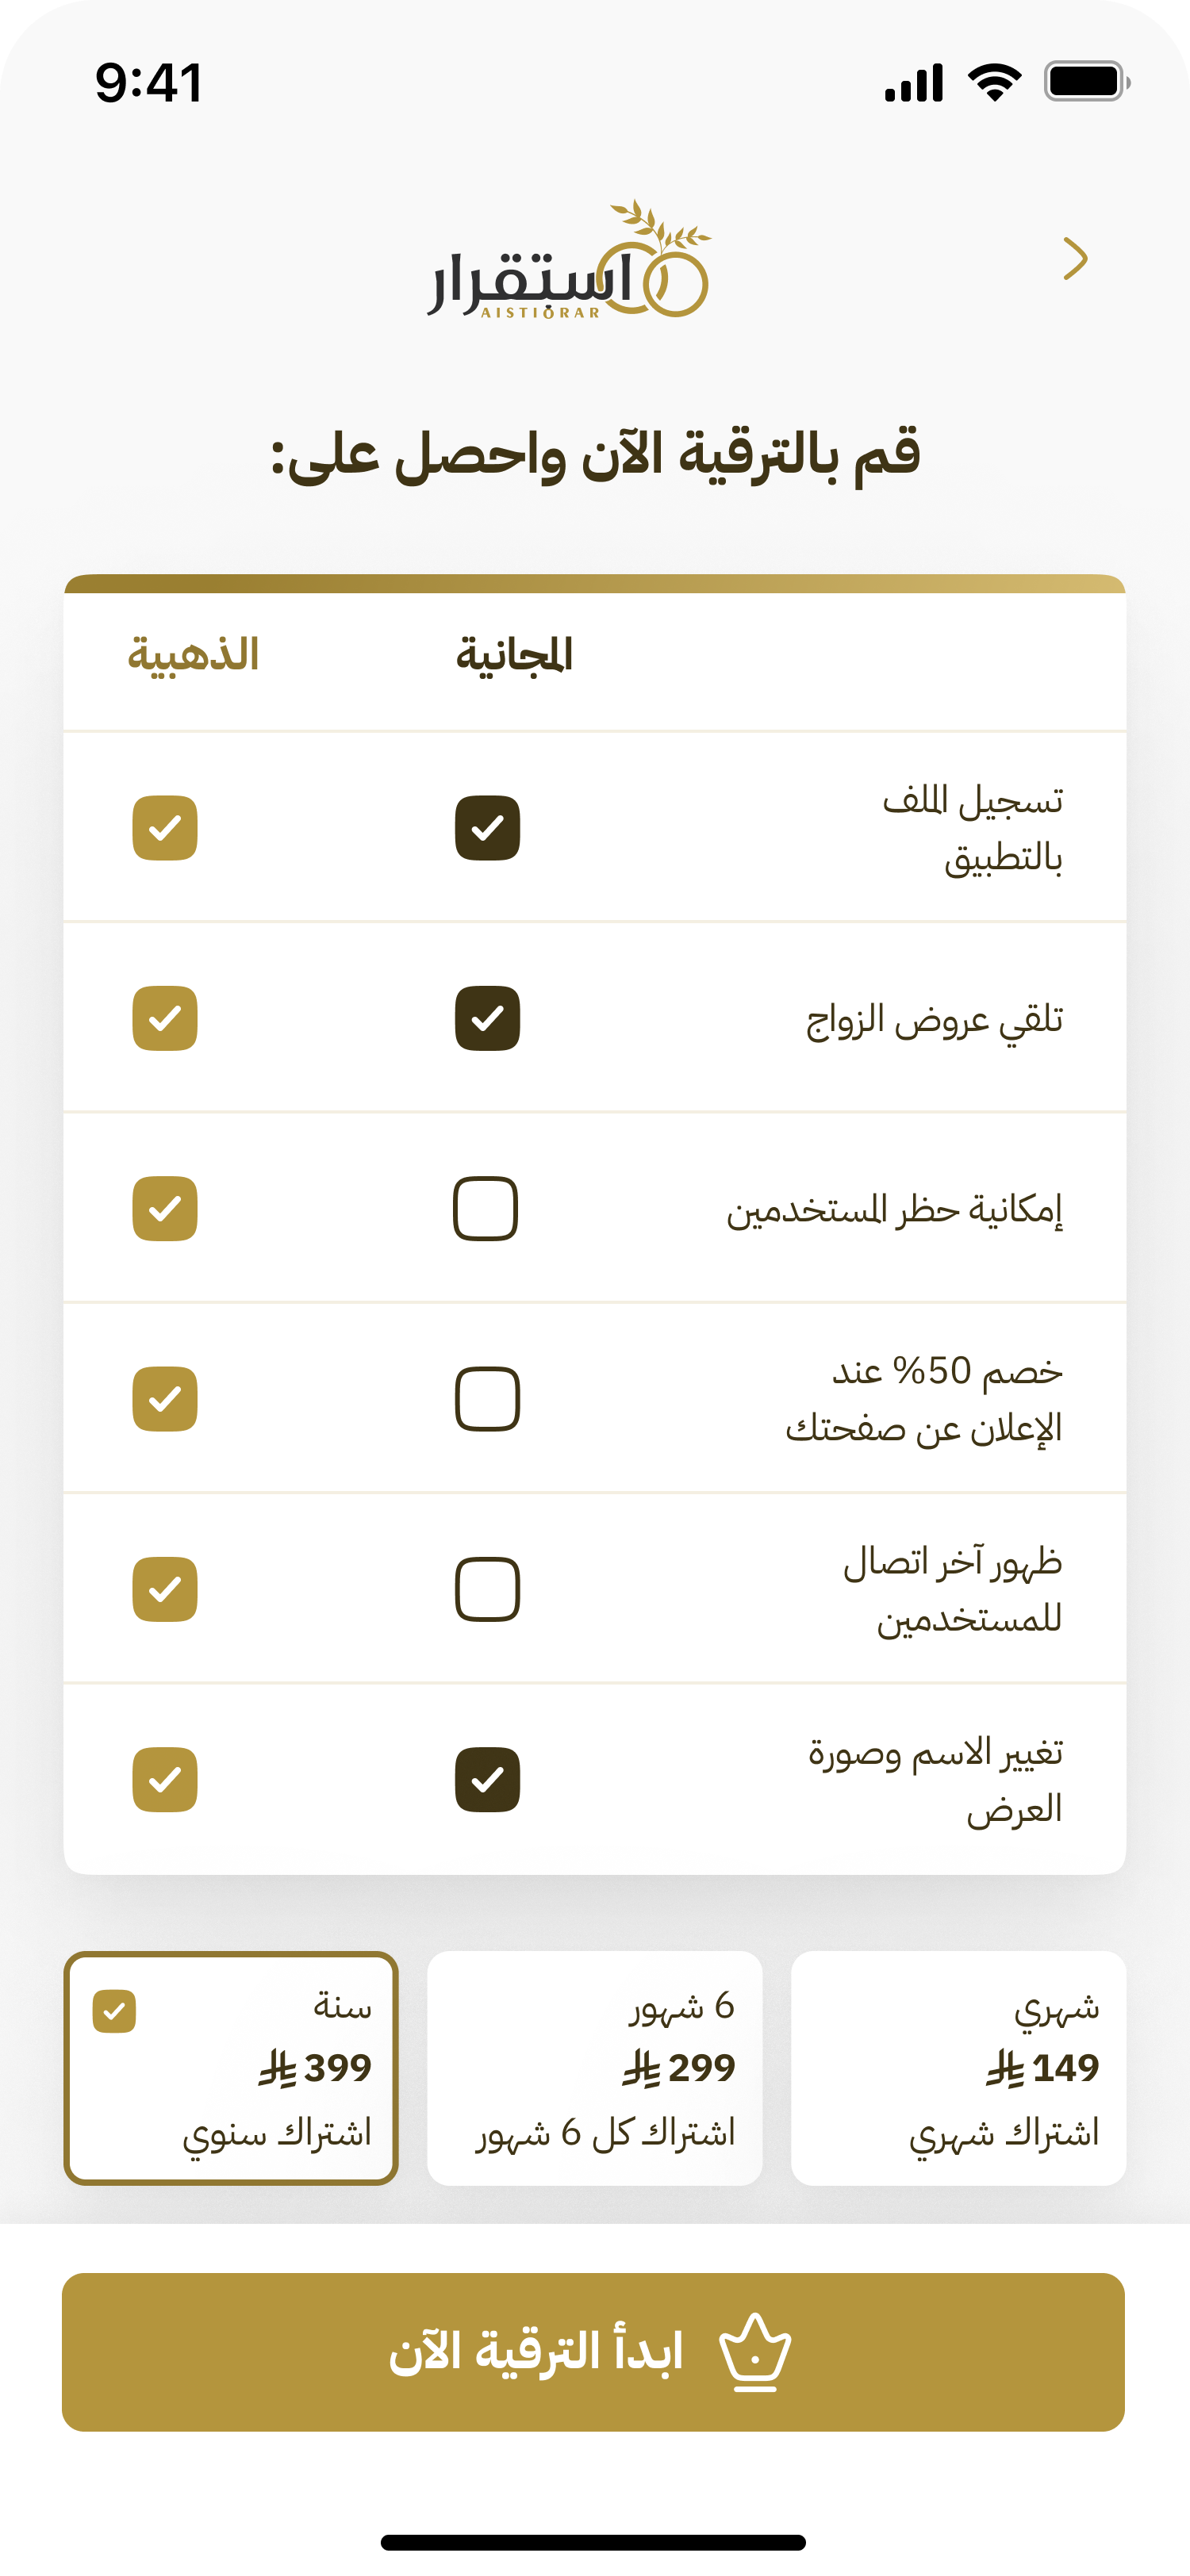 9:41
استقرار
AISTIQRAR
قم بالترقية الآن واحصل على:
المجانية
الذهبية
تسجيل الملف
بالتطبيق
تلقي عروض الزواج
إمكانية حظر المستخدمين
خصم 50% عند
الإعلان عن صفحتك
ظهور آخر اتصال
للمستخدمين
تغيير الاسم وصورة
العرض
شهري
149
اشتراك شهري
6 شهور
299
اشتراك كل 6 شهور
سنة
399
اشتراك سنوي
ابدأ الترقية الآن